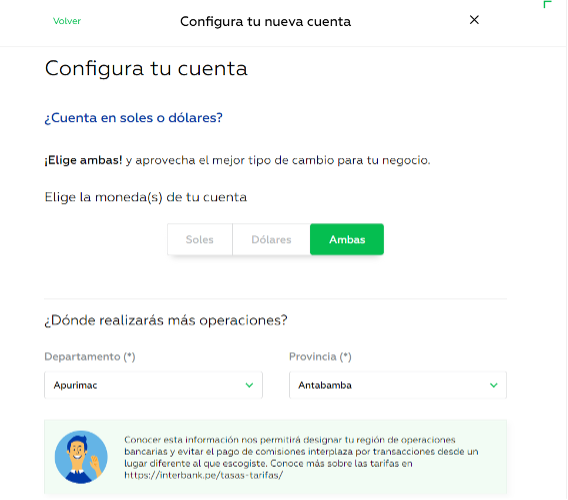 Volver
Configura tu nueva cuenta
Configura tu cuenta
¿Cuenta en soles o dólares?
¡Elige ambas! y aprovecha el mejor tipo de cambio para tu negocio.
Elige la moneda(s) de tu cuenta
Soles Dólares Ambas
¿Dónde realizarás más operaciones?
Departamento (*) Provincia (*)
Apurimac Antabamba
Conocer esta información nos permitirá designar tu región de operaciones
bancarias y evitar el pago de comisiones interplaza por transacciones desde un
lugar diferente al que escogiste. Conoce más sobre las tarifas en
https://interbank.pe/tasas-tarifas/